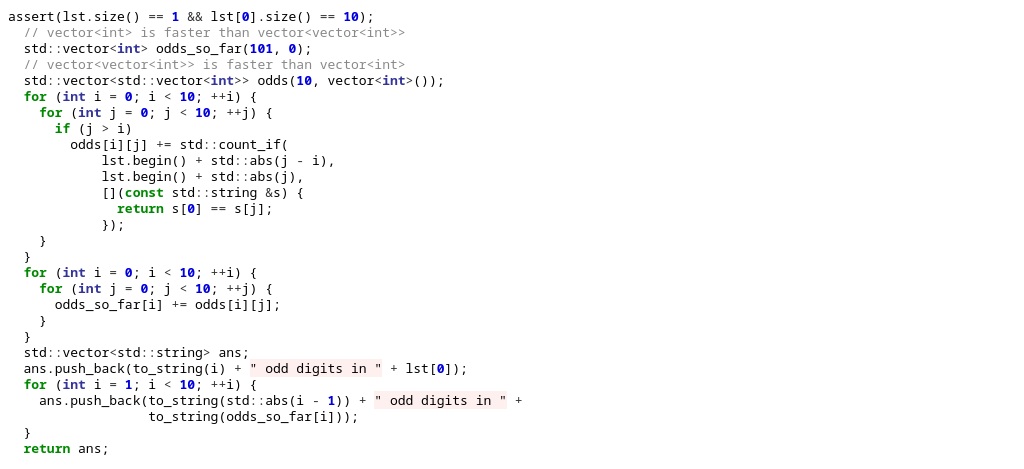 assert(lst.size() == 1 && lst[0].size() == 10);
  // vector<int> is faster than vector<vector<int>>
  std::vector<int> odds_so_far(101, 0);
  // vector<vector<int>> is faster than vector<int>
  std::vector<std::vector<int>> odds(10, vector<int>());
  for (int i = 0; i < 10; ++i) {
    for (int j = 0; j < 10; ++j) {
      if (j > i)
        odds[i][j] += std::count_if(
            lst.begin() + std::abs(j - i),
            lst.begin() + std::abs(j),
            [](const std::string &s) {
              return s[0] == s[j];
            });
    }
  }
  for (int i = 0; i < 10; ++i) {
    for (int j = 0; j < 10; ++j) {
      odds_so_far[i] += odds[i][j];
    }
  }
  std::vector<std::string> ans;
  ans.push_back(to_string(i) + " odd digits in " + lst[0]);
  for (int i = 1; i < 10; ++i) {
    ans.push_back(to_string(std::abs(i - 1)) + " odd digits in " +
                  to_string(odds_so_far[i]));
  }
  return ans;